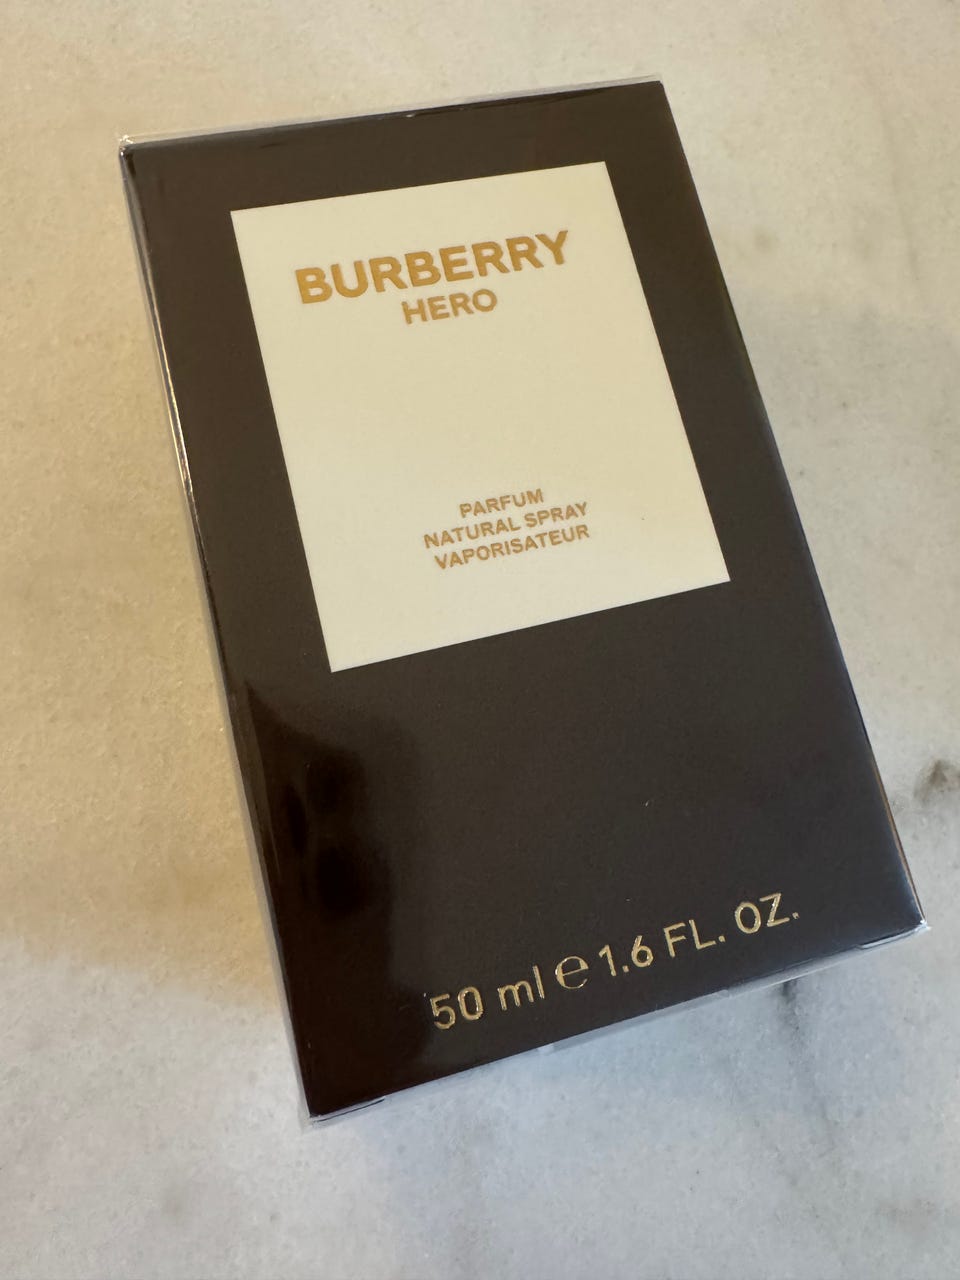 BURBERRY
HERO
PARFUM
NATURAL SPRAY
VAPORISATEUR
50 ml ℮ 1.6 FL. OZ.